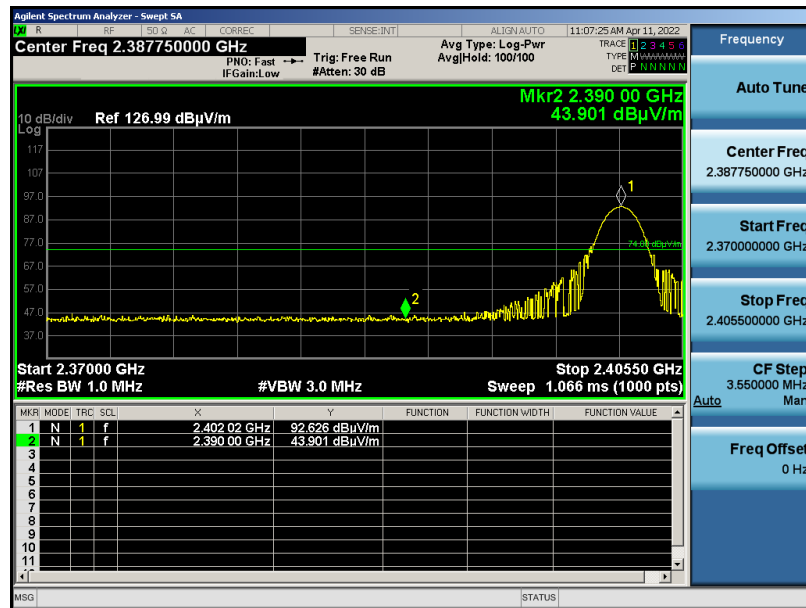 Agilent Spectrum Analyzer - Swept SA
LXI R RF 50 Ω AC CORREC SENSE:INT ALIGN AUTO 11:07:25 AM Apr 11, 2022
Center Freq 2.387750000 GHz
PNO: Fast
IFGain:Low
Trig: Free Run
#Atten: 30 dB
Avg Type: Log-Pwr
Avg|Hold: 100/100
TRACE 1 2 3 4 5 6
TYPE M
DET P N N N N N
Mkr2 2.390 00 GHz
43.901 dBµV/m
10 dB/div Ref 126.99 dBµV/m
Log
117
107
97.0
87.0
77.0
67.0
57.0
47.0
37.0
1
74.00 dBµV/m
2
Start 2.37000 GHz Stop 2.40550 GHz
#Res BW 1.0 MHz #VBW 3.0 MHz Sweep 1.066 ms (1000 pts)
MKR MODE TRC SCL X Y FUNCTION FUNCTION WIDTH FUNCTION VALUE
1 N 1 f 2.402 02 GHz 92.626 dBµV/m
2 N 1 f 2.390 00 GHz 43.901 dBµV/m
3
4
5
6
7
8
9
10
11
MSG STATUS
Frequency
Auto Tune
Center Freq
2.387750000 GHz
Start Freq
2.370000000 GHz
Stop Freq
2.405500000 GHz
CF Step
3.550000 MHz
Auto Man
Freq Offset
0 Hz